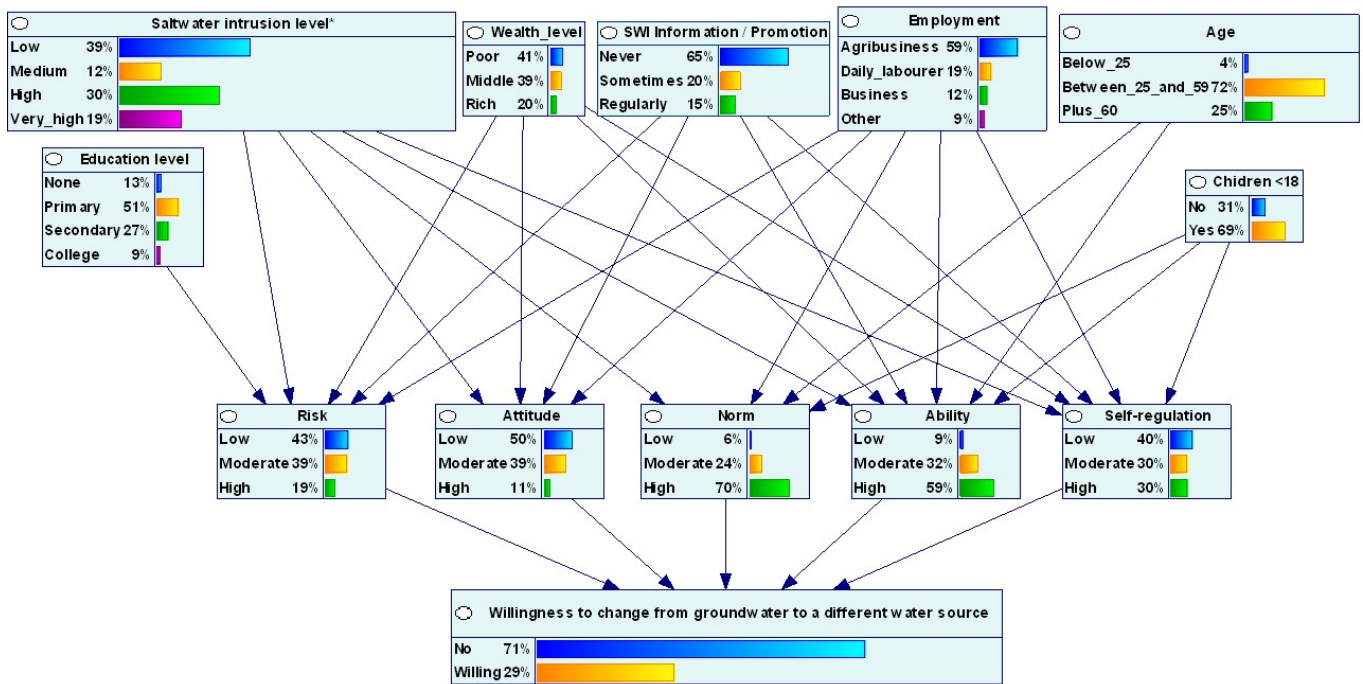 Saltwater intrusion level*
Low 39%
Medium 12%
High 30%
Very_high 19%
Wealth_level
Poor 41%
Middle 39%
Rich 20%
SWI Information / Promotion
Never 65%
Sometimes 20%
Regularly 15%
Employment
Agribusiness 59%
Daily_labourer 19%
Business 12%
Other 9%
Age
Below_25 4%
Between_25_and_59 72%
Plus_60 25%
Education level
None 13%
Primary 51%
Secondary 27%
College 9%
Chidren <18
No 31%
Yes 69%
Risk
Low 43%
Moderate 39%
High 19%
Attitude
Low 50%
Moderate 39%
High 11%
Norm
Low 6%
Moderate 24%
High 70%
Ability
Low 9%
Moderate 32%
High 59%
Self-regulation
Low 40%
Moderate 30%
High 30%
Willingness to change from groundwater to a different water source
No 71%
Willing 29%